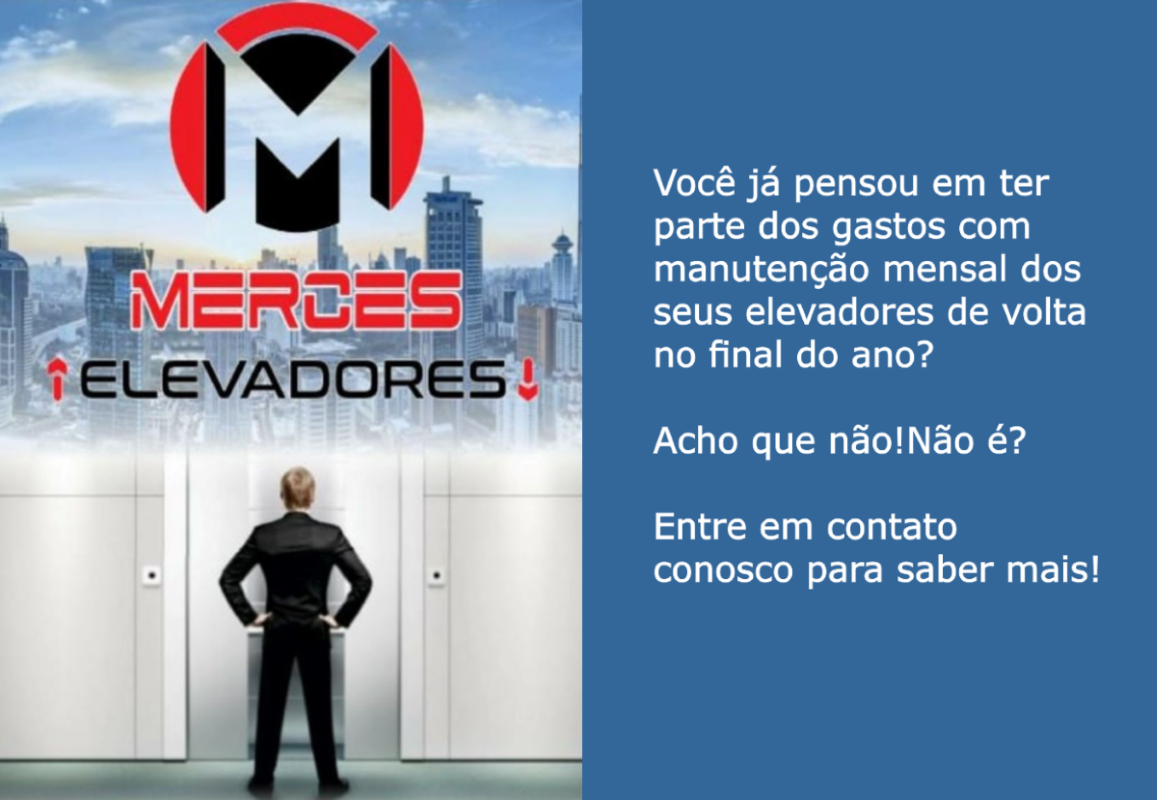 MERCES
ELEVADORES
Você já pensou em ter
parte dos gastos com
manutenção mensal dos
seus elevadores de volta
no final do ano?
Acho que não!Não é?
Entre em contato
conosco para saber mais!